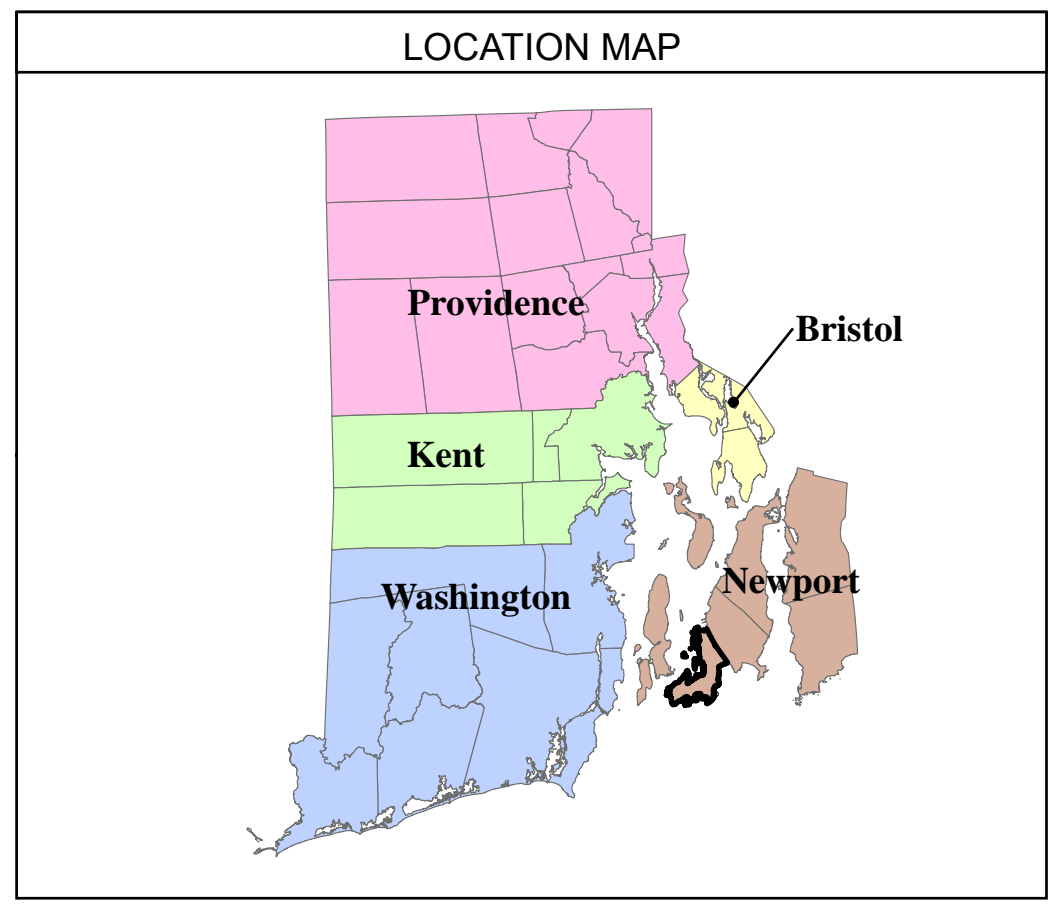 LOCATION MAP
Providence
Bristol
Kent
Newport
Washington